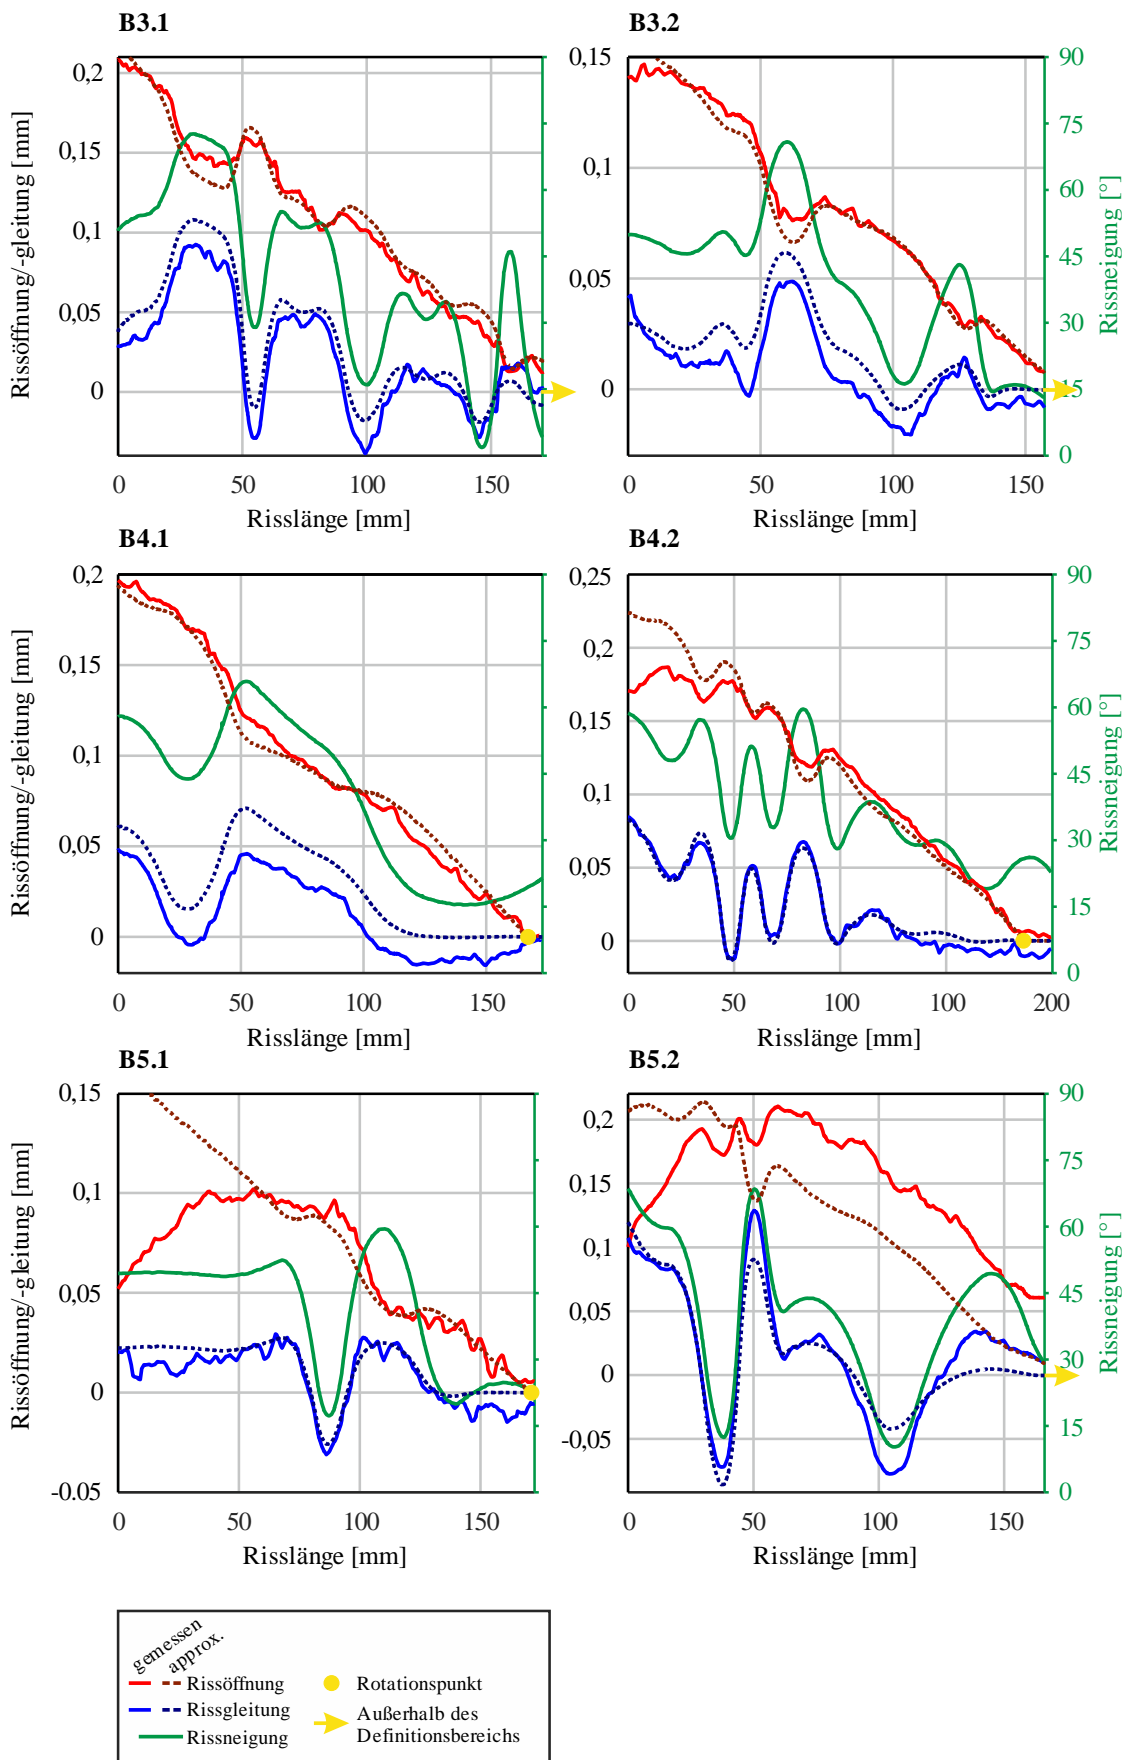 B3.1 B3.2
Rissöffnung/-gleitung [mm]
0,2
0,15
0,1
0,05
0
0 50 100 150
Risslänge [mm]
0,15
0,1
0,05
0
0 50 100 150
Risslänge [mm]
90
75
60
45
30
15
0
Rissneigung [°]
B4.1 B4.2
Rissöffnung/-gleitung [mm]
0,2
0,15
0,1
0,05
0
0 50 100 150
Risslänge [mm]
0,25
0,2
0,15
0,1
0,05
0
0 50 100 100 200
Risslänge [mm]
90
75
60
45
30
15
0
Rissneigung [°]
B5.1 B5.2
Rissöffnung/-gleitung [mm]
0,15
0,1
0,05
0
-0.05
0 50 100 150
Risslänge [mm]
0,2
0,15
0,1
0,05
0
-0,05
0 50 100 150
Risslänge [mm]
90
75
60
45
30
15
0
Rissneigung [°]
gemessen
approx.
Rissöffnung
Rissgleitung
Rissneigung
Rotationspunkt
Außerhalb des
Definitionsbereichs